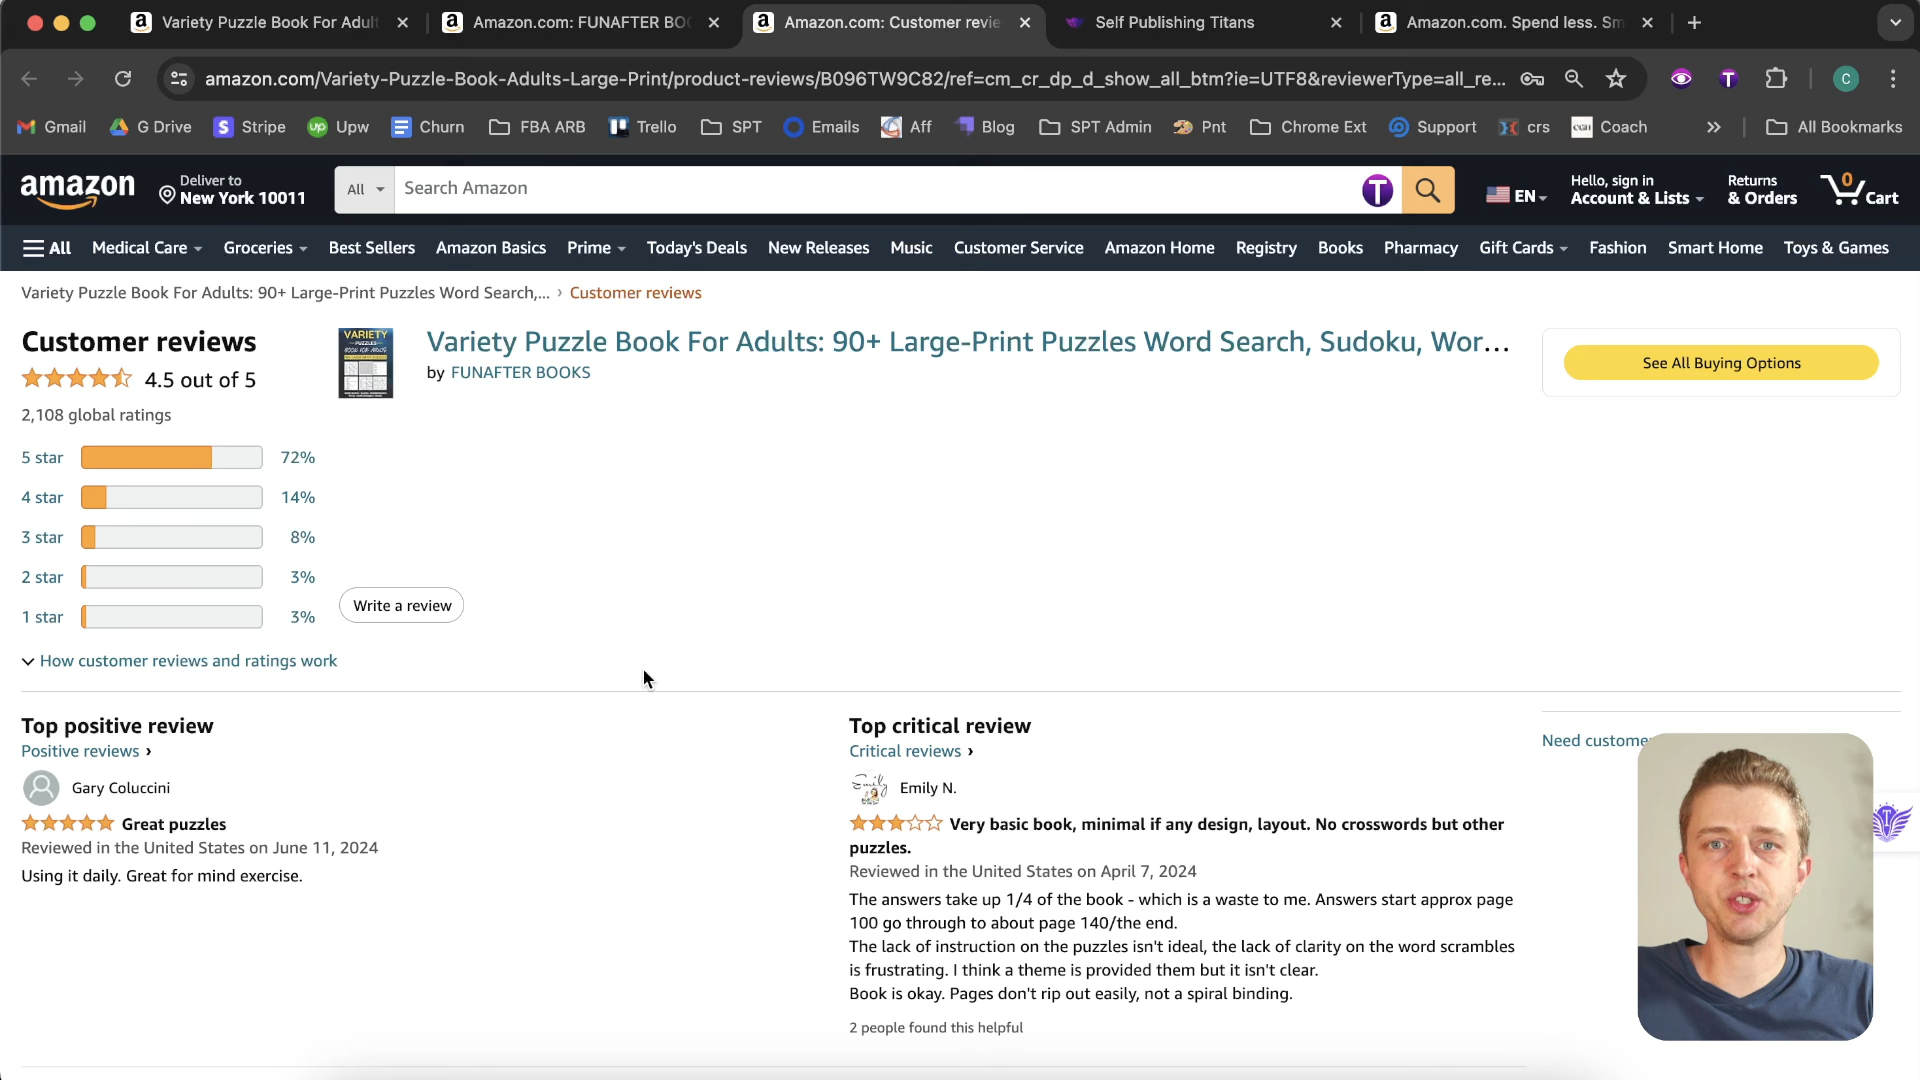 Variety Puzzle Book For Adult
Amazon.com: FUNAFTER BO
Amazon.com: Customer revie
Self Publishing Titans
Amazon.com. Spend less. Sm
amazon.com/Variety-Puzzle-Book-Adults-Large-Print/product-reviews/B096TW9C82/ref=cm_cr_dp_d_show_all_btm?ie=UTF8&reviewerType=all_re...
C
Gmail
G Drive
Stripe
Upw
Churn
FBA ARB
Trello
SPT
Emails
Aff
Blog
SPT Admin
Pnt
Chrome Ext
Support
crs
Coach
»
All Bookmarks
amazon
Deliver to
New York 10011
All
Search Amazon
T
EN
Hello, sign in
Account & Lists
Returns
& Orders
0
Cart
All
Medical Care
Groceries
Best Sellers
Amazon Basics
Prime
Today's Deals
New Releases
Music
Customer Service
Amazon Home
Registry
Books
Pharmacy
Gift Cards
Fashion
Smart Home
Toys & Games
Variety Puzzle Book For Adults: 90+ Large-Print Puzzles Word Search,... › Customer reviews
Customer reviews
4.5 out of 5
2,108 global ratings
5 star 72%
4 star 14%
3 star 8%
2 star 3%
1 star 3%
How customer reviews and ratings work
VARIETY
PUZZLES
BOOK FOR ADULTS
Variety Puzzle Book For Adults: 90+ Large-Print Puzzles Word Search, Sudoku, Wor...
by FUNAFTER BOOKS
Write a review
See All Buying Options
Top positive review
Positive reviews ›
Gary Coluccini
Great puzzles
Reviewed in the United States on June 11, 2024
Using it daily. Great for mind exercise.
Top critical review
Critical reviews ›
Emily
Emily N.
Very basic book, minimal if any design, layout. No crosswords but other
puzzles.
Reviewed in the United States on April 7, 2024
The answers take up 1/4 of the book - which is a waste to me. Answers start approx page
100 go through to about page 140/the end.
The lack of instruction on the puzzles isn't ideal, the lack of clarity on the word scrambles
is frustrating. I think a theme is provided them but it isn't clear.
Book is okay. Pages don't rip out easily, not a spiral binding.
2 people found this helpful
Need custome